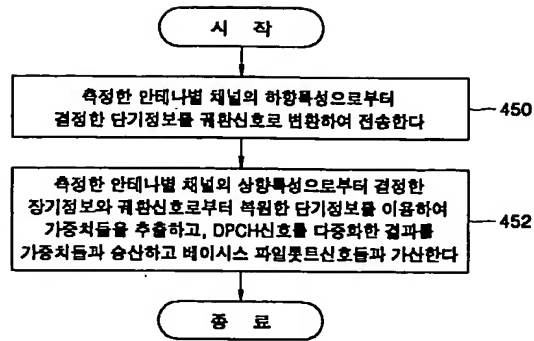 시 작
측정한 안테나별 채널의 하향특성으로부터
결정한 단기정보를 궤환신호로 변환하여 전송한다
450
측정한 안테나별 채널의 상향특성으로부터 결정한
장기정보와 궤환신호로부터 복원한 단기정보를 이용하여
가중치들을 추출하고, DPCH신호를 다중화한 결과를
가중치들과 승산하고 베이시스 파일롯트신호들과 가산한다
452
종 료